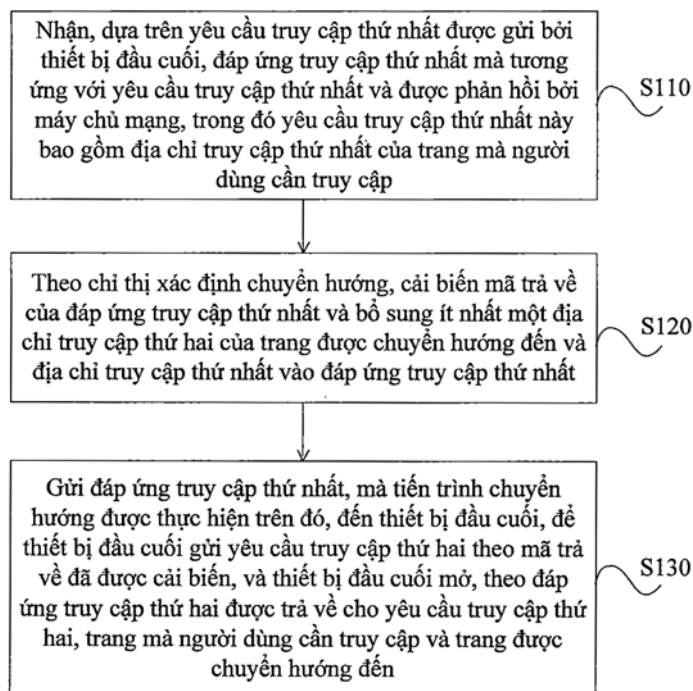 Nhận, dựa trên yêu cầu truy cập thứ nhất được gửi bởi
thiết bị đầu cuối, đáp ứng truy cập thứ nhất mà tương
ứng với yêu cầu truy cập thứ nhất và được phản hồi bởi
máy chủ mạng, trong đó yêu cầu truy cập thứ nhất này
bao gồm địa chỉ truy cập thứ nhất của trang mà người
dùng cần truy cập
S110
Theo chỉ thị xác định chuyển hướng, cải biến mã trả về
của đáp ứng truy cập thứ nhất và bổ sung ít nhất một địa
chỉ truy cập thứ hai của trang được chuyển hướng đến và
địa chỉ truy cập thứ nhất vào đáp ứng truy cập thứ nhất
S120
Gửi đáp ứng truy cập thứ nhất, mà tiến trình chuyển
hướng được thực hiện trên đó, đến thiết bị đầu cuối, để
thiết bị đầu cuối gửi yêu cầu truy cập thứ hai theo mã trả
về đã được cải biến, và thiết bị đầu cuối mở, theo đáp
ứng truy cập thứ hai được trả về cho yêu cầu truy cập thứ
hai, trang mà người dùng cần truy cập và trang được
chuyển hướng đến
S130